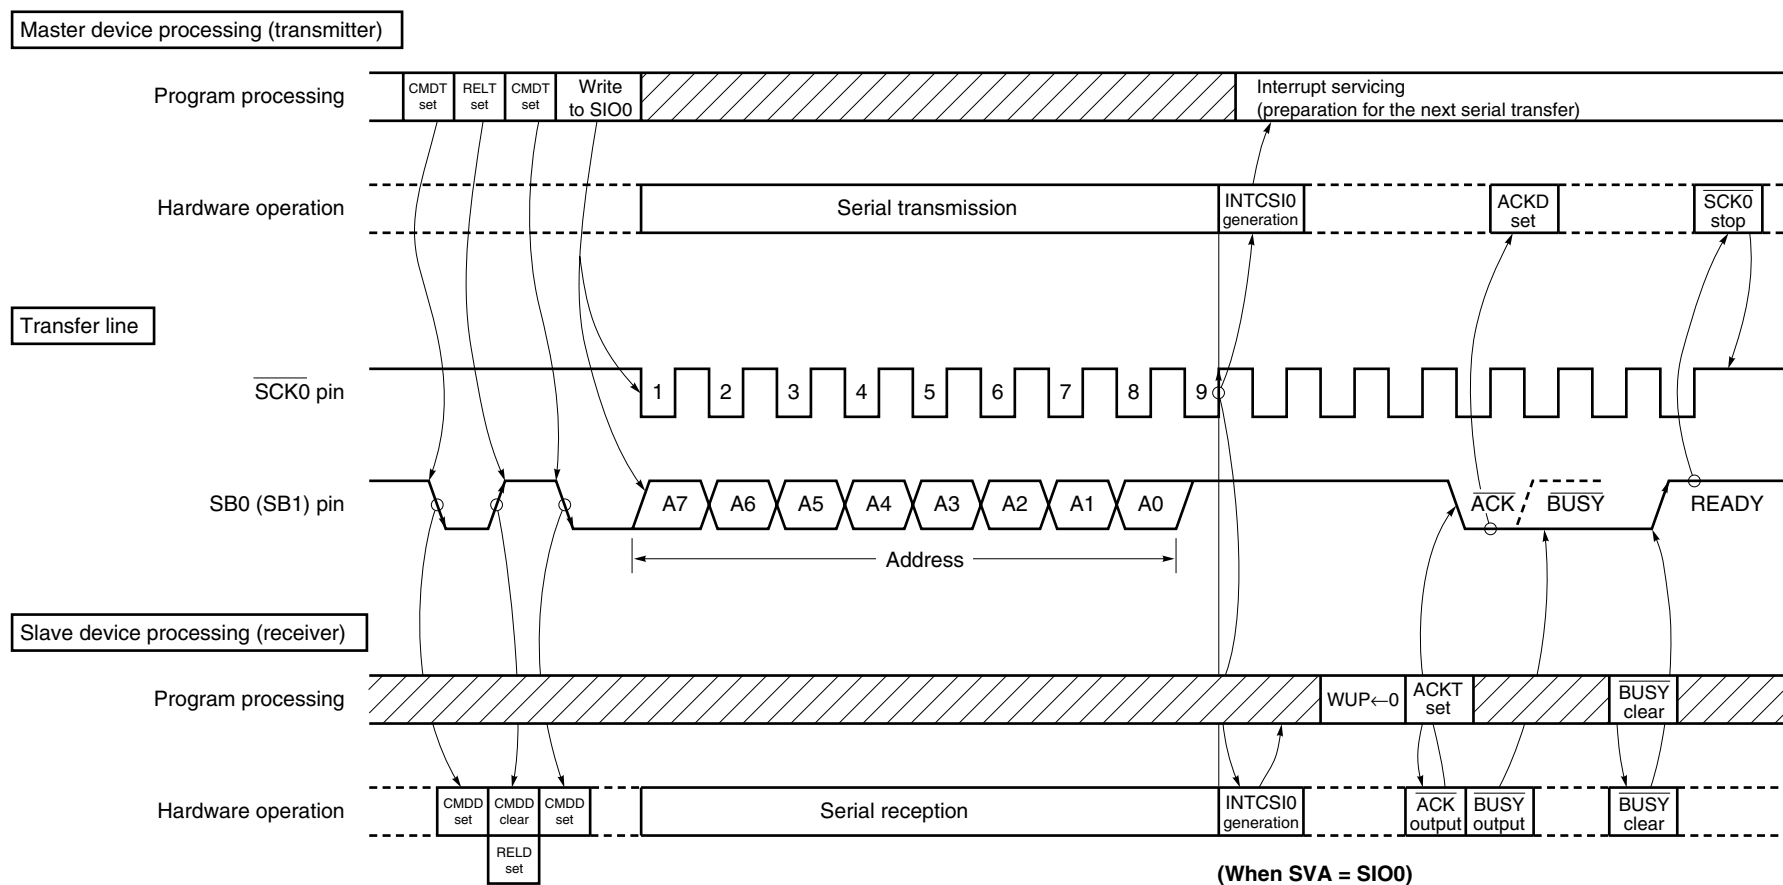 Master device processing (transmitter)
Program processing
CMDT set
RELT set
CMDT set
Write to SIO0
Interrupt servicing
(preparation for the next serial transfer)
Hardware operation
Serial transmission
INTCSI0 generation
ACKD set
SCK0 stop
Transfer line
SCK0 pin
1 2 3 4 5 6 7 8 9
SB0 (SB1) pin
A7 A6 A5 A4 A3 A2 A1 A0
ACK
BUSY
READY
Address
Slave device processing (receiver)
Program processing
WUP←0
ACKT set
BUSY clear
Hardware operation
CMDD set
CMDD clear
CMDD set
RELD set
Serial reception
INTCSI0 generation
ACK output
BUSY output
BUSY clear
(When SVA = SIO0)